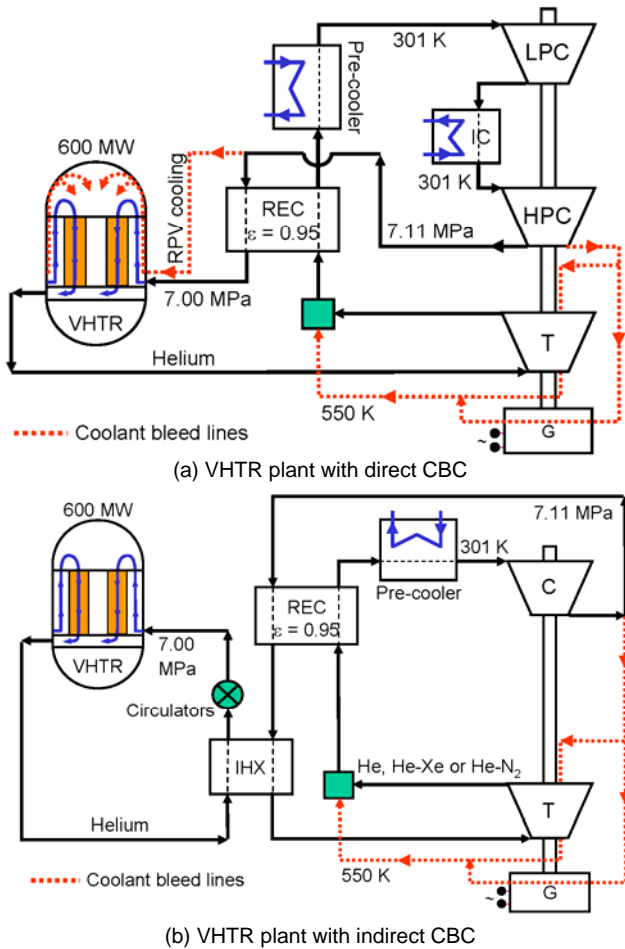 301 K
LPC
Pre-cooler
600 MW
IC
301 K
RPV cooling
REC
ε = 0.95
7.11 MPa
HPC
7.00 MPa
VHTR
T
Helium
550 K
Coolant bleed lines
~
G
(a) VHTR plant with direct CBC
600 MW
7.11 MPa
301 K
REC
ε = 0.95
Pre-cooler
C
VHTR
7.00
MPa
Circulators
IHX
He, He-Xe or He-N₂
T
Helium
550 K
Coolant bleed lines
~
G
(b) VHTR plant with indirect CBC